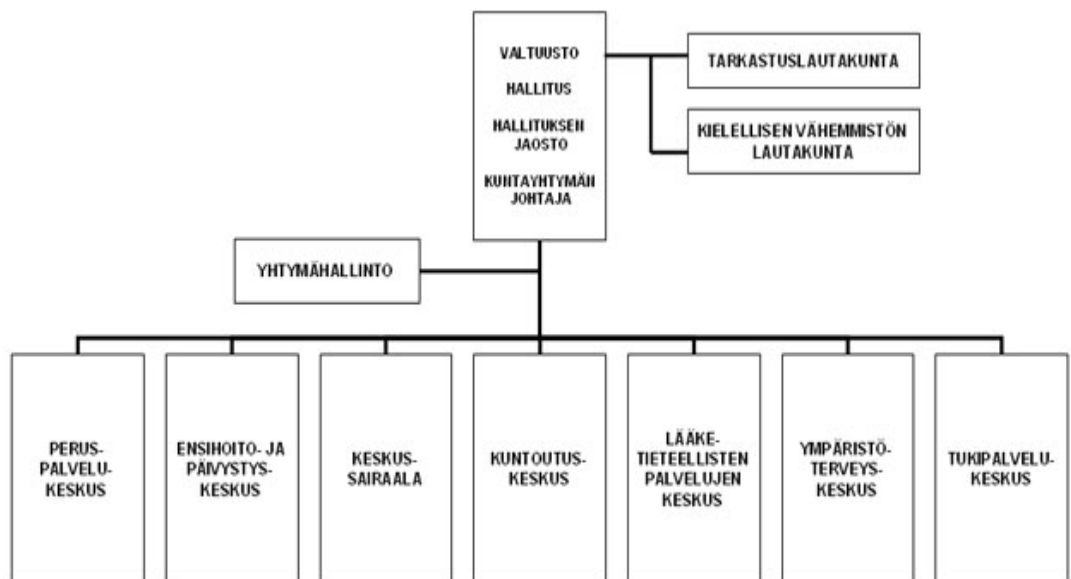 VALTUUSTO
HALLITUS
HALLITUKSEN
JAOSTO
KUNTAYHTYMÄN
JOHTAJA
TARKASTUSLAUTAKUNTA
KIELELLISEN VÄHEMMISTÖN
LAUTAKUNTA
YHTYMÄHALLINTO
PERUS-
PALVELU-
KESKUS
ENSIHOITO- JA
PÄIVYSTYS-
KESKUS
KESKUS-
SAIRAALA
KUNTOUTUS-
KESKUS
LÄÄKE-
TIETEELLISTEN
PALVELUJEN
KESKUS
YMPÄRISTÖ-
TERVEYS-
KESKUS
TUKIPALVELU-
KESKUS